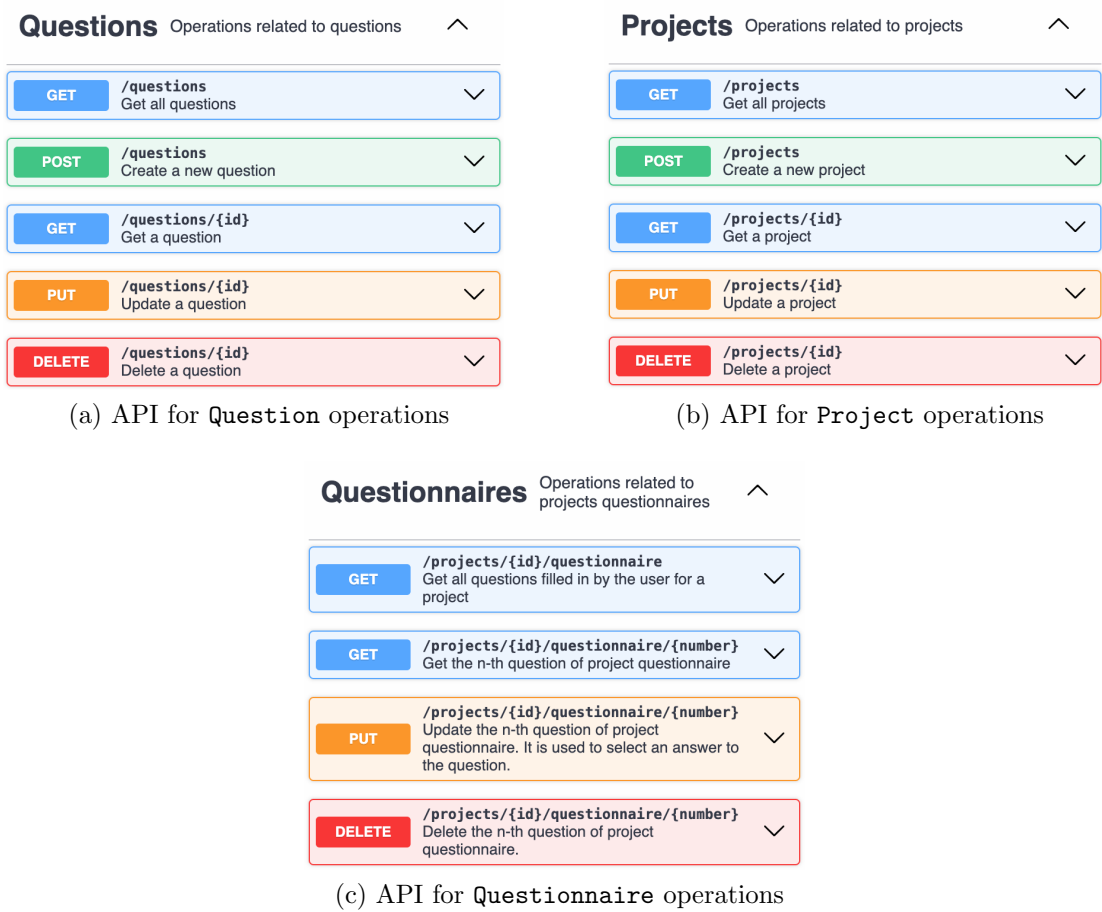 Questions Operations related to questions
GET /questions
Get all questions
POST /questions
Create a new question
GET /questions/{id}
Get a question
PUT /questions/{id}
Update a question
DELETE /questions/{id}
Delete a question
(a) API for Question operations
Projects Operations related to projects
GET /projects
Get all projects
POST /projects
Create a new project
GET /projects/{id}
Get a project
PUT /projects/{id}
Update a project
DELETE /projects/{id}
Delete a project
(b) API for Project operations
Questionnaires Operations related to
projects questionnaires
GET /projects/{id}/questionnaire
Get all questions filled in by the user for a
project
GET /projects/{id}/questionnaire/{number}
Get the n-th question of project questionnaire
PUT /projects/{id}/questionnaire/{number}
Update the n-th question of project
questionnaire. It is used to select an answer to
the question.
DELETE /projects/{id}/questionnaire/{number}
Delete the n-th question of project
questionnaire.
(c) API for Questionnaire operations